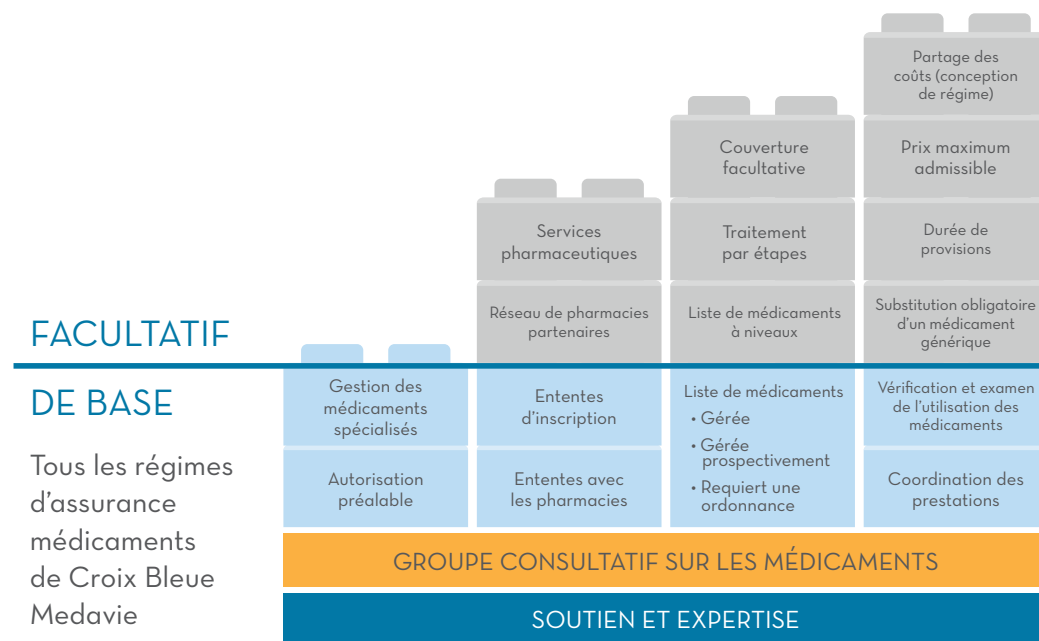 Partage des
coûts (conception
de régime)
Couverture
facultative
Prix maximum
admissible
Services
pharmaceutiques
Traitement
par étapes
Durée de
provisions
FACULTATIF
Réseau de pharmacies
partenaires
Liste de médicaments
à niveaux
Substitution obligatoire
d'un médicament
générique
DE BASE
Tous les régimes
d'assurance
médicaments
de Croix Bleue
Medavie
Gestion des
médicaments
spécialisés
Autorisation
préalable
Ententes
d'inscription
Ententes avec
les pharmacies
Liste de médicaments
• Gérée
• Gérée
prospectivement
• Requiert une
ordonnance
Vérification et examen
de l'utilisation des
médicaments
Coordination des
prestations
GROUPE CONSULTATIF SUR LES MÉDICAMENTS
SOUTIEN ET EXPERTISE